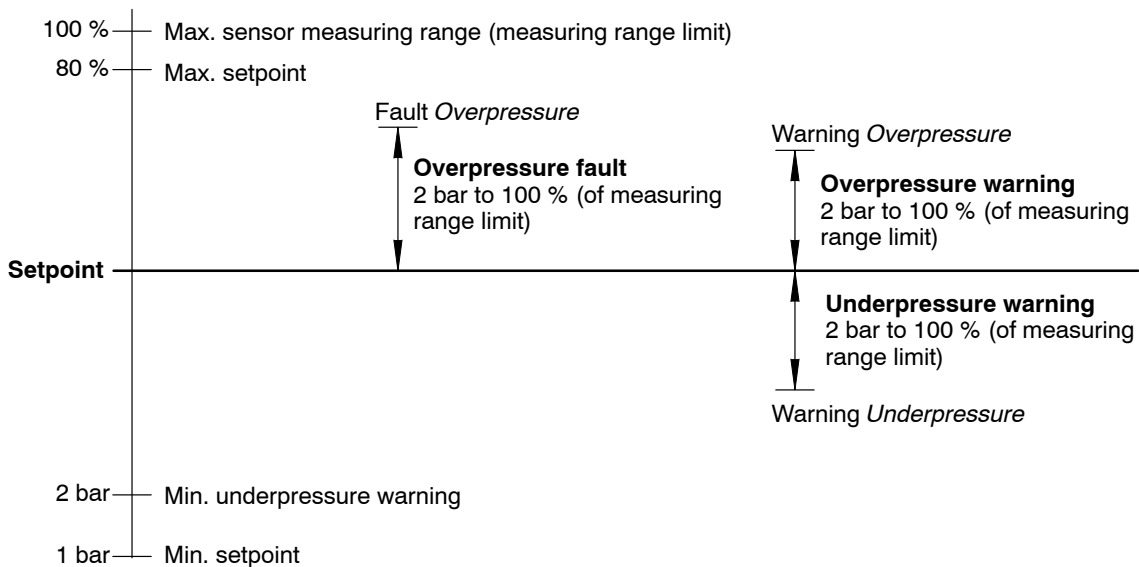 100 % Max. sensor measuring range (measuring range limit)
80 % Max. setpoint
Fault Overpressure
Overpressure fault
2 bar to 100 % (of measuring
range limit)
Warning Overpressure
Overpressure warning
2 bar to 100 % (of measuring
range limit)
Setpoint
Underpressure warning
2 bar to 100 % (of measuring
range limit)
Warning Underpressure
2 bar Min. underpressure warning
1 bar Min. setpoint